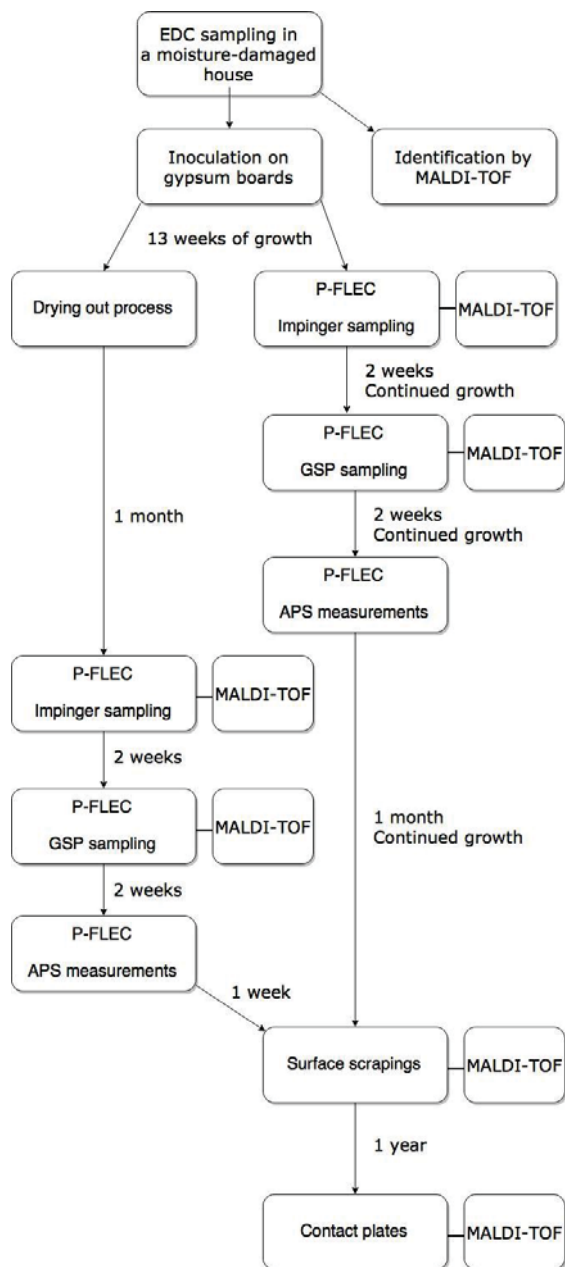 EDC sampling in
a moisture-damaged
house
Inoculation on
gypsum boards
Identification by
MALDI-TOF
13 weeks of growth
Drying out process
P-FLEC
Impinger sampling
MALDI-TOF
2 weeks
Continued growth
P-FLEC
GSP sampling
MALDI-TOF
1 month
2 weeks
Continued growth
P-FLEC
APS measurements
P-FLEC
Impinger sampling
MALDI-TOF
2 weeks
P-FLEC
GSP sampling
MALDI-TOF
1 month
Continued growth
2 weeks
P-FLEC
APS measurements
1 week
Surface scrapings
MALDI-TOF
1 year
Contact plates
MALDI-TOF